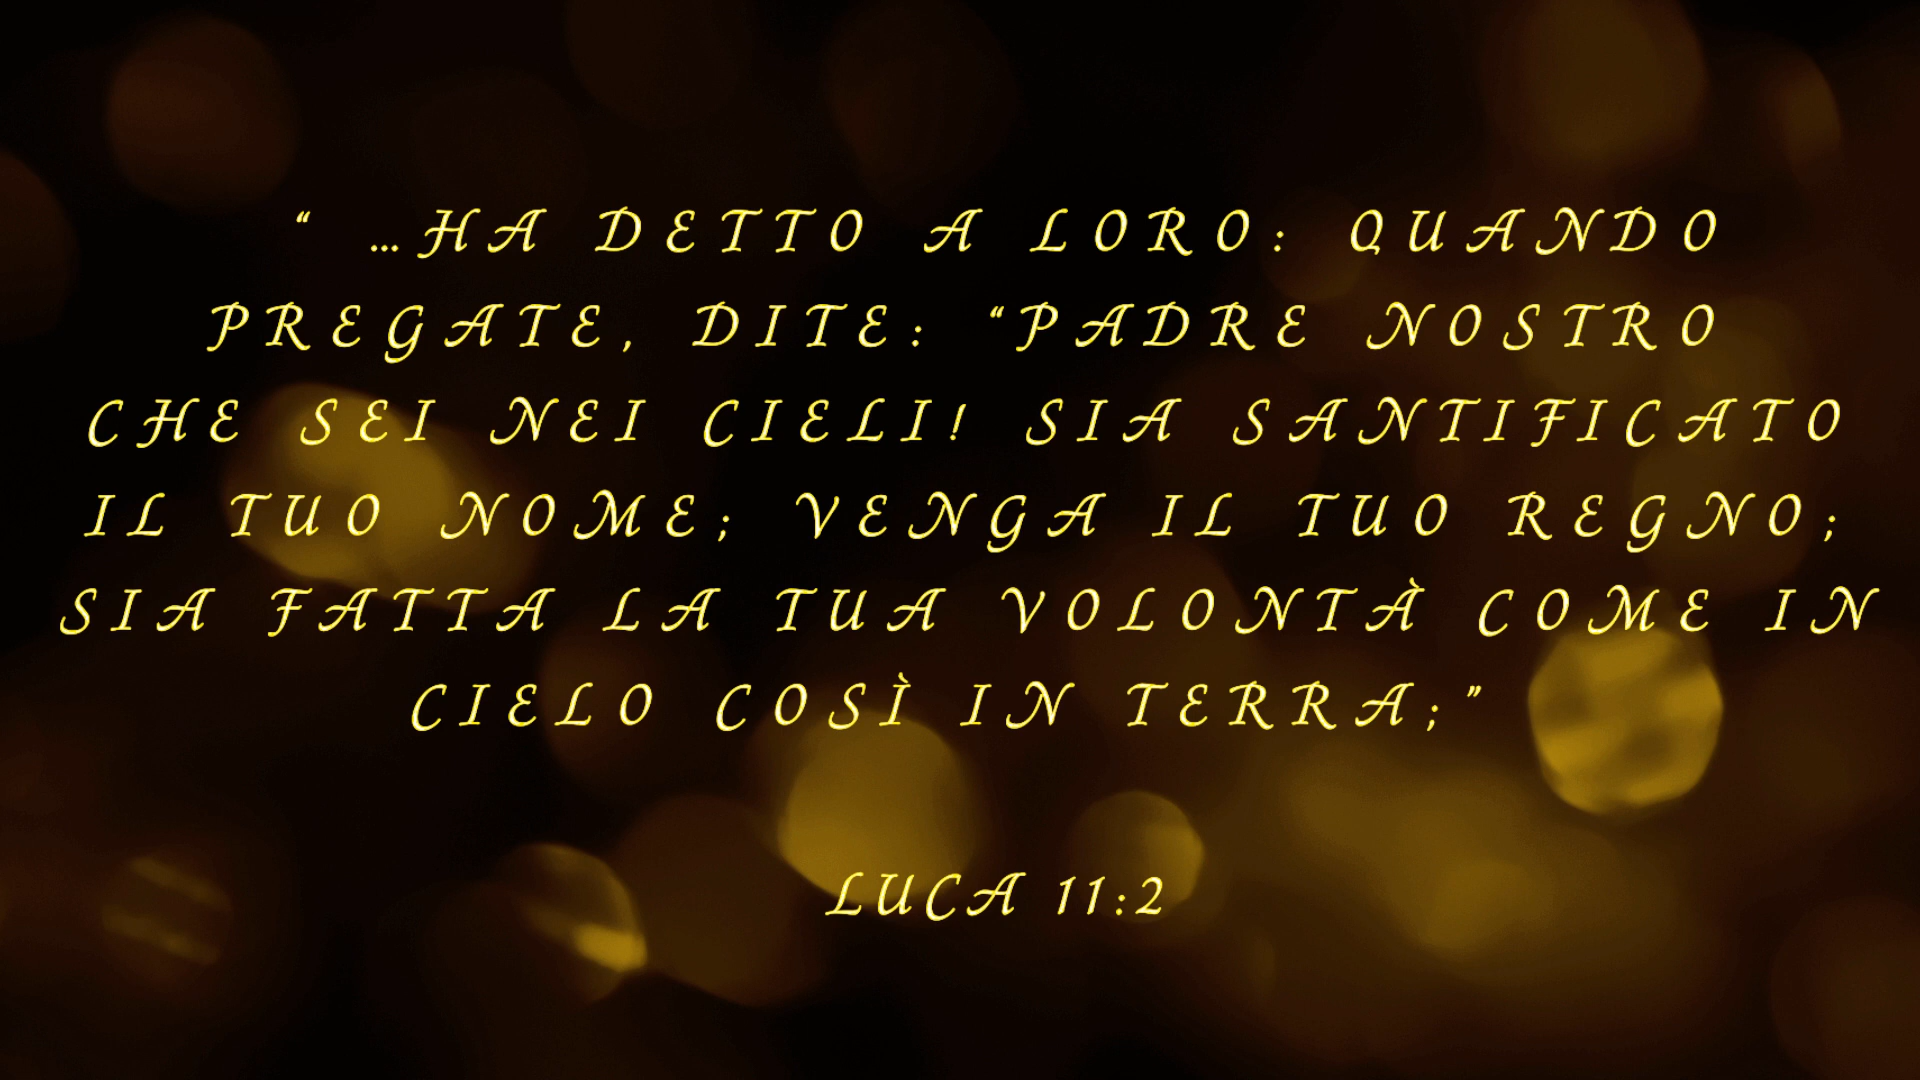 “ …HA DETTO A LORO: QUANDO
PREGATE, DITE: “PADRE NOSTRO
CHE SEI NEI CIELI! SIA SANTIFICATO
IL TUO NOME; VENGA IL TUO REGNO;
SIA FATTA LA TUA VOLONTÀ COME IN
CIELO COSÌ IN TERRA;”
LUCA 11:2